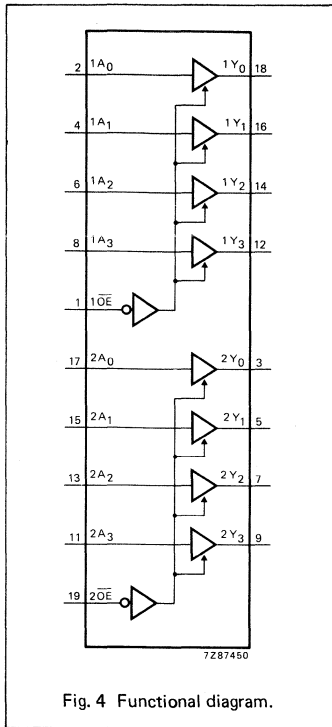 2 1A0 1Y0 18
4 1A1 1Y1 16
6 1A2 1Y2 14
8 1A3 1Y3 12
1 1O̅E̅
17 2A0 2Y0 3
15 2A1 2Y1 5
13 2A2 2Y2 7
11 2A3 2Y3 9
19 2O̅E̅
7Z87450
Fig. 4 Functional diagram.